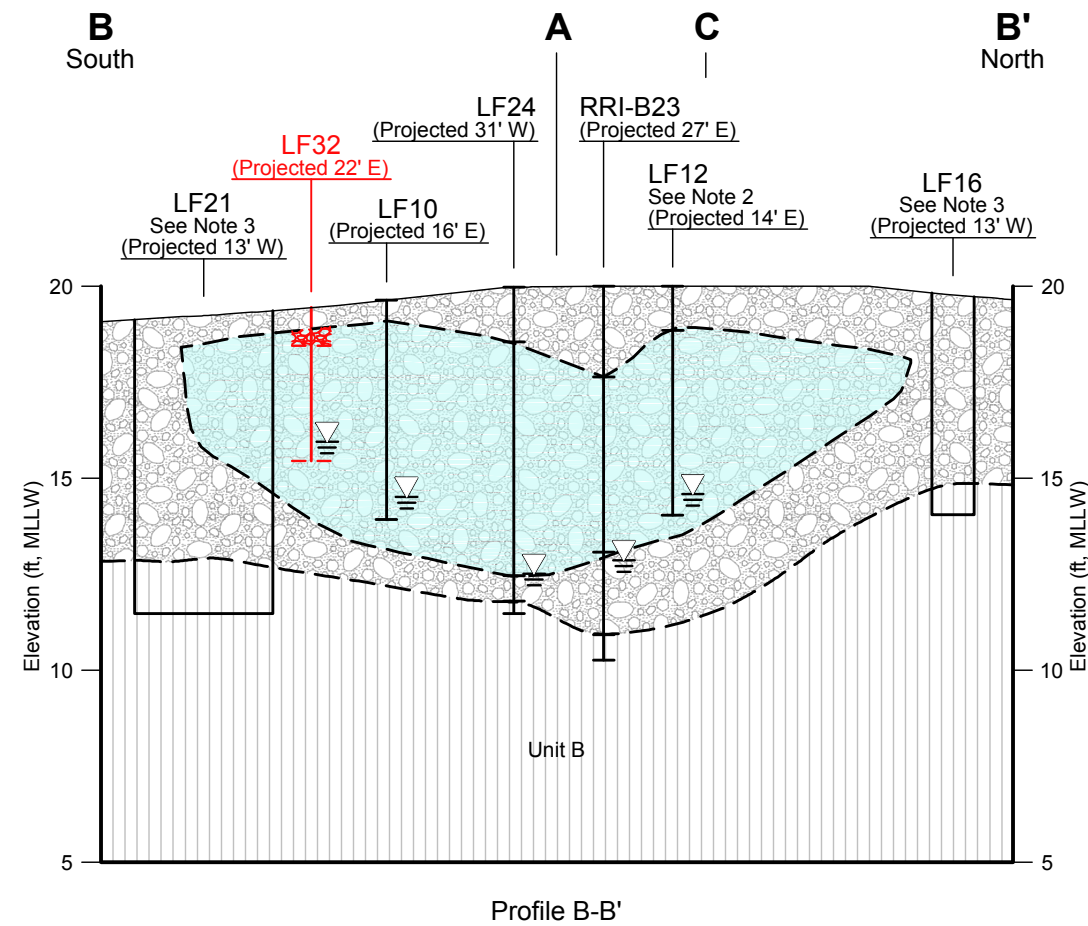 B
South
A
C
B'
North
LF24
(Projected 31' W)
RRI-B23
(Projected 27' E)
LF32
(Projected 22' E)
LF12
See Note 2
(Projected 14' E)
LF21
See Note 3
(Projected 13' W)
LF10
(Projected 16' E)
LF16
See Note 3
(Projected 13' W)
20
20
15
15
10
10
5
5
Elevation (ft, MLLW)
Elevation (ft, MLLW)
Unit B
Profile B-B'